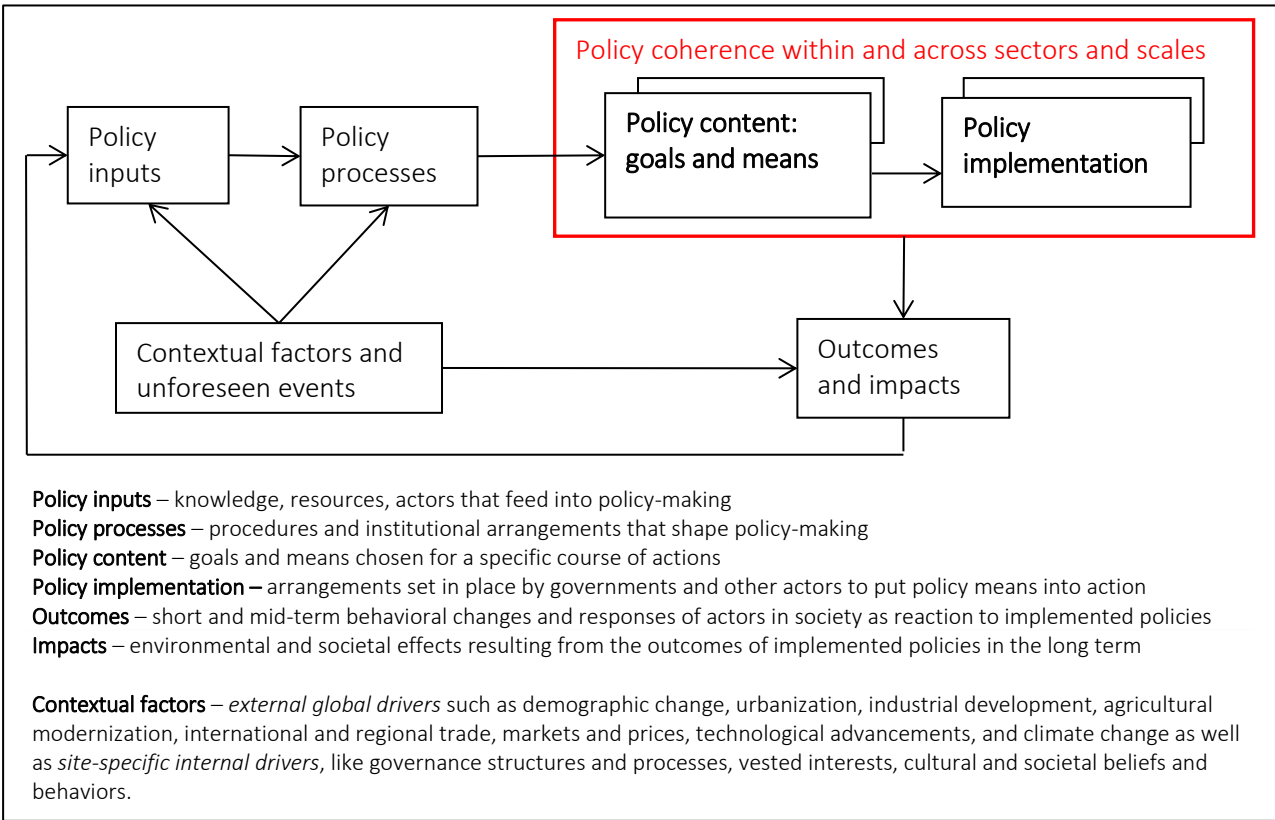 Policy coherence within and across sectors and scales
Policy
inputs
Policy
processes
Policy content:
goals and means
Policy
implementation
Contextual factors and
unforeseen events
Outcomes
and impacts
Policy inputs – knowledge, resources, actors that feed into policy-making
Policy processes – procedures and institutional arrangements that shape policy-making
Policy content – goals and means chosen for a specific course of actions
Policy implementation – arrangements set in place by governments and other actors to put policy means into action
Outcomes – short and mid-term behavioral changes and responses of actors in society as reaction to implemented policies
Impacts – environmental and societal effects resulting from the outcomes of implemented policies in the long term
Contextual factors – external global drivers such as demographic change, urbanization, industrial development, agricultural
modernization, international and regional trade, markets and prices, technological advancements, and climate change as well
as site-specific internal drivers, like governance structures and processes, vested interests, cultural and societal beliefs and
behaviors.